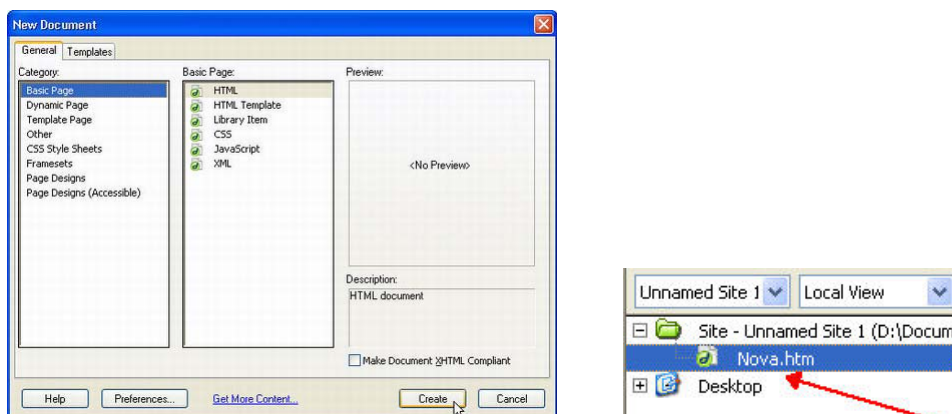 New Document
General Templates
Category:
Basic Page
Dynamic Page
Template Page
Other
CSS Style Sheets
Framesets
Page Designs
Page Designs (Accessible)
Basic Page:
HTML
HTML Template
Library Item
CSS
JavaScript
XML
Preview:
<No Preview>
Description:
HTML document
Make Document XHTML Compliant
Help Preferences... Get More Content... Create Cancel
Unnamed Site 1 Local View
Site - Unnamed Site 1 (D:\Docum
Nova.htm
Desktop